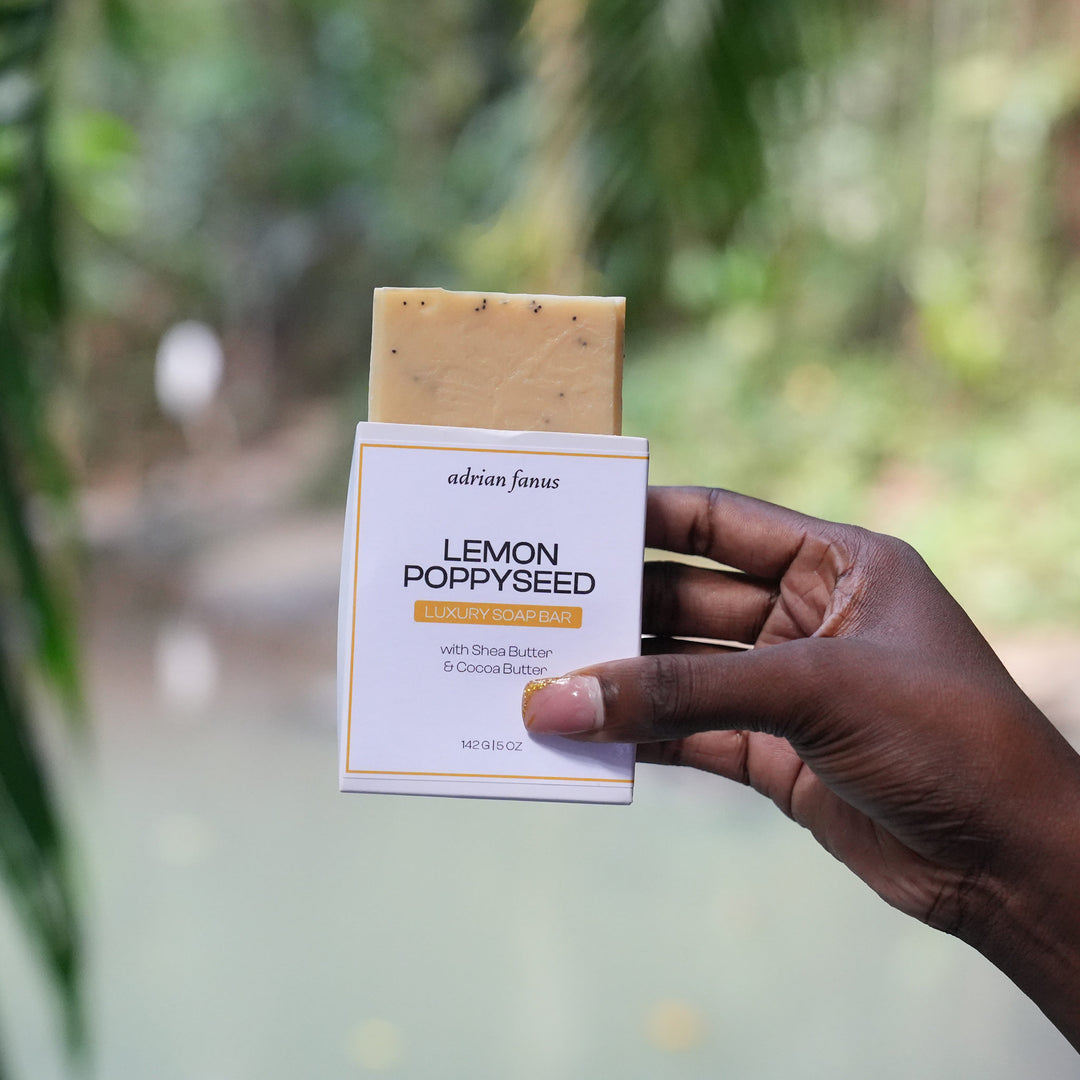 adrian fanus
LEMON
POPPYSEED
LUXURY SOAP BAR
with Shea Butter
& Cocoa Butter
142 G | 5 OZ